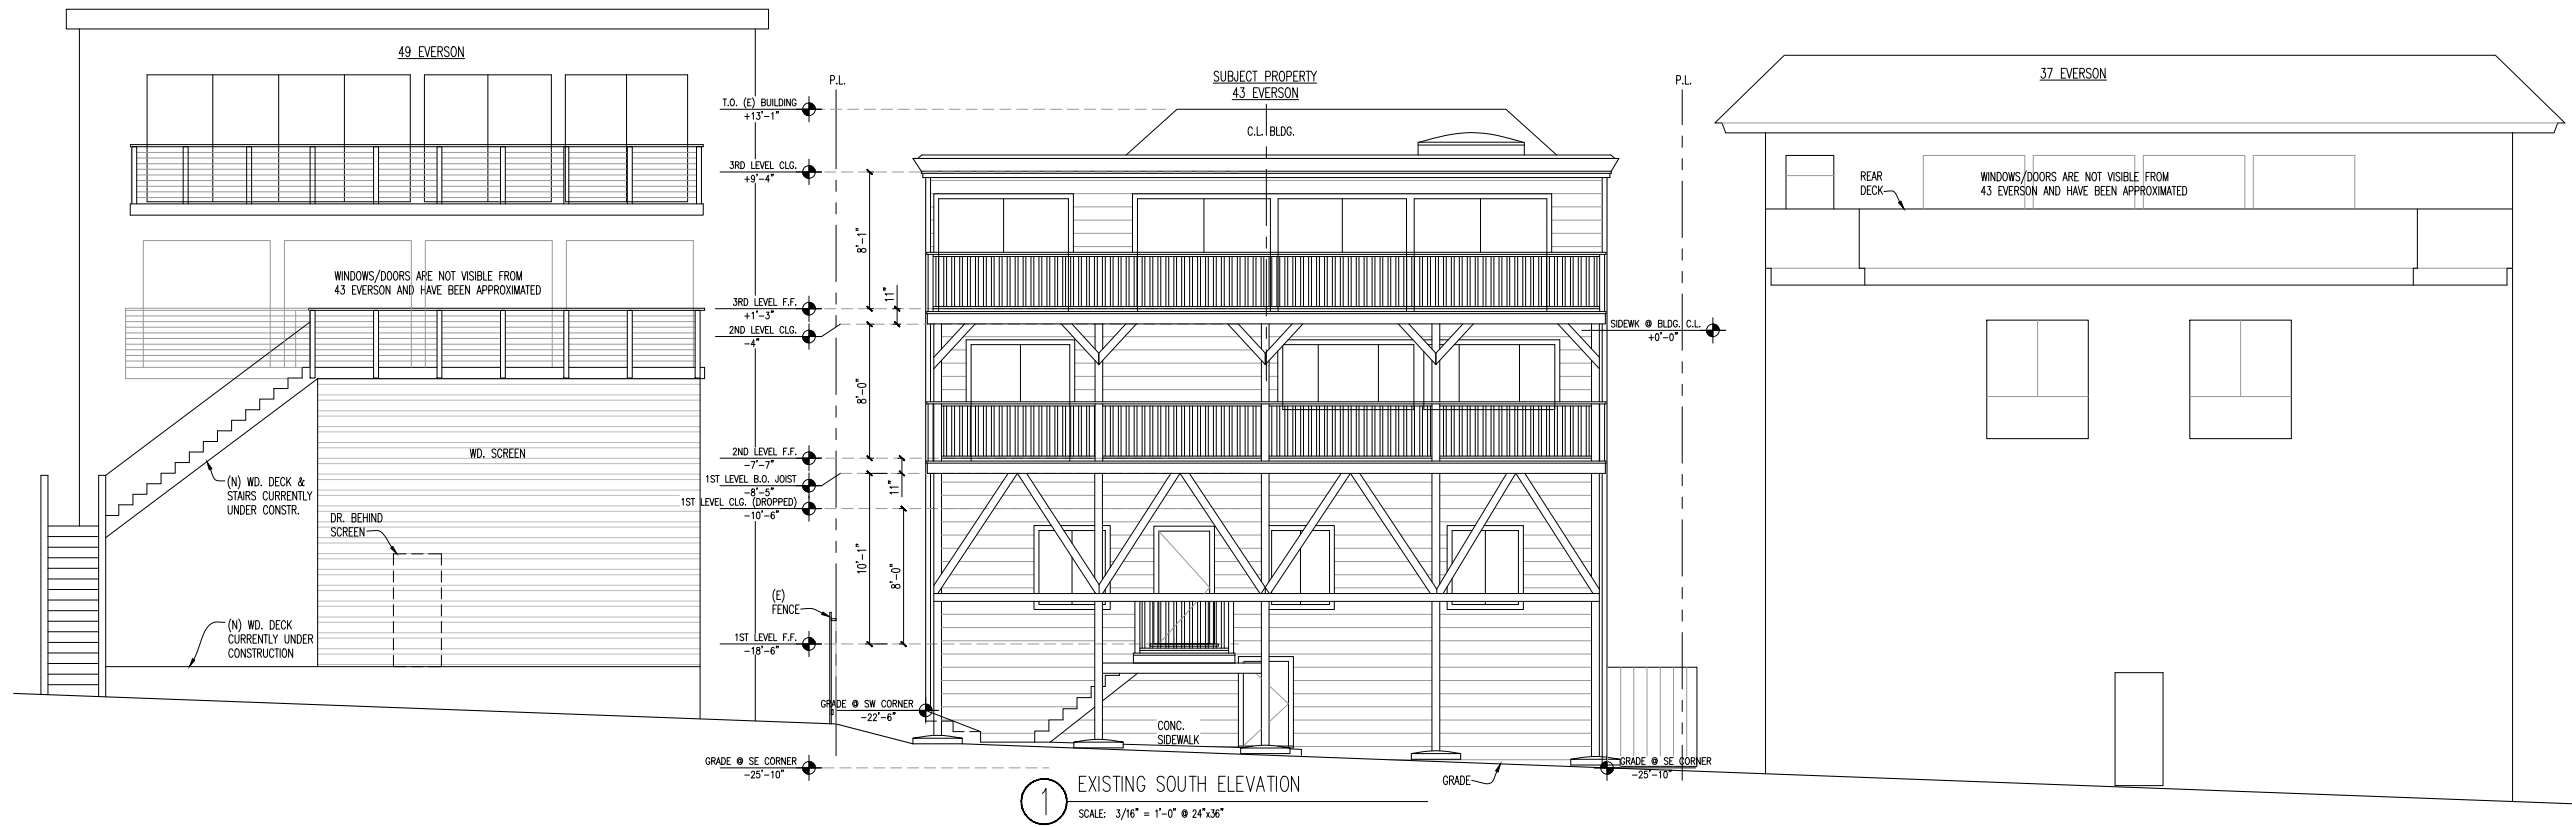 49 EVERSON
WINDOWS/DOORS ARE NOT VISIBLE FROM
43 EVERSON AND HAVE BEEN APPROXIMATED
WD. SCREEN
(N) WD. DECK &
STAIRS CURRENTLY
UNDER CONSTR.
DR. BEHIND
SCREEN
(N) WD. DECK
CURRENTLY UNDER
CONSTRUCTION
P.L.
T.O. (E) BUILDING
+13'-1"
3RD LEVEL CLG.
+9'-4"
3RD LEVEL F.F.
+1'-3"
2ND LEVEL CLG.
-4"
2ND LEVEL F.F.
-7'-7"
1ST LEVEL B.O. JOIST
-8'-5"
1ST LEVEL CLG. (DROPPED)
-10'-6"
(E)
FENCE
1ST LEVEL F.F.
-18'-6"
GRADE @ SW CORNER
-22'-6"
GRADE @ SE CORNER
-25'-10"
8'-1"
11"
8'-0"
11"
10'-1"
8'-0"
SUBJECT PROPERTY
43 EVERSON
C.L. BLDG.
CONC.
SIDEWALK
GRADE
P.L.
SIDEWK @ BLDG. C.L.
+0'-0"
GRADE @ SE CORNER
-25'-10"
37 EVERSON
REAR
DECK
WINDOWS/DOORS ARE NOT VISIBLE FROM
43 EVERSON AND HAVE BEEN APPROXIMATED
1
EXISTING SOUTH ELEVATION
SCALE: 3/16" = 1'-0" @ 24"x36"